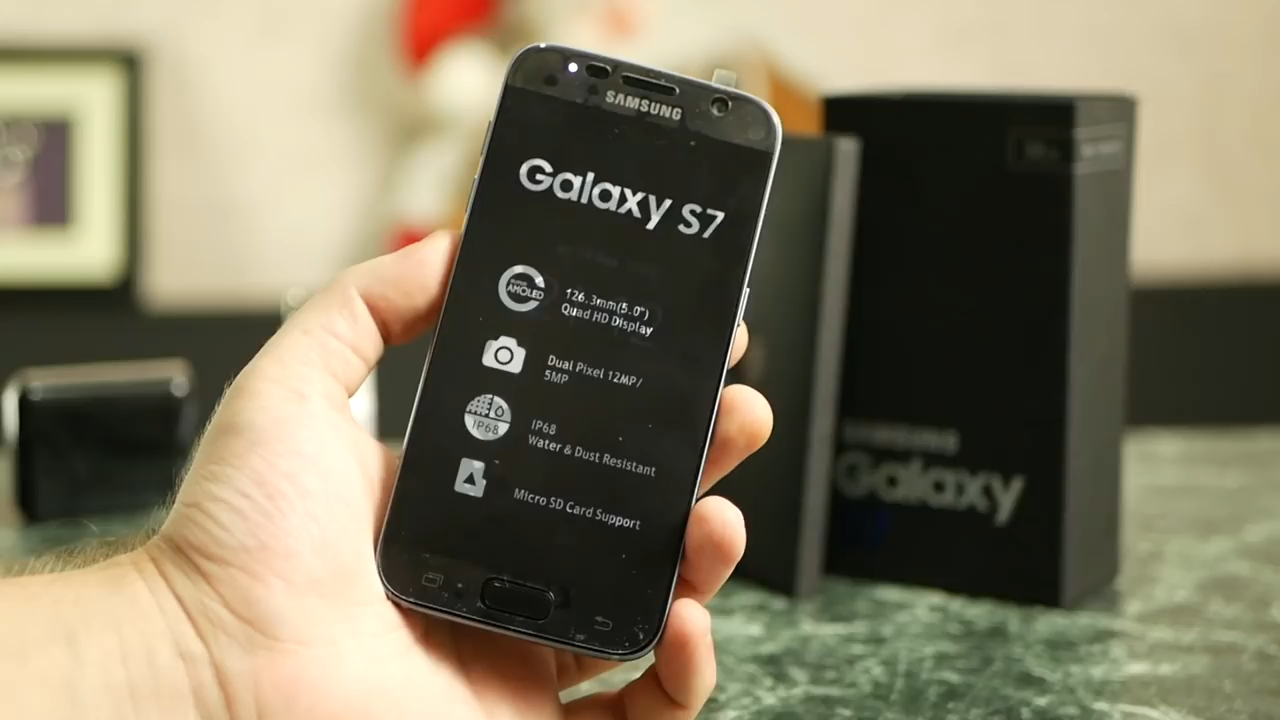 SAMSUNG
Galaxy S7
SUPER
AMOLED
126.3mm(5.0")
Quad HD Display
Dual Pixel 12MP/
5MP
IP68
IP68
Water & Dust Resistant
Micro SD Card Support
SAMSUNG
Galaxy